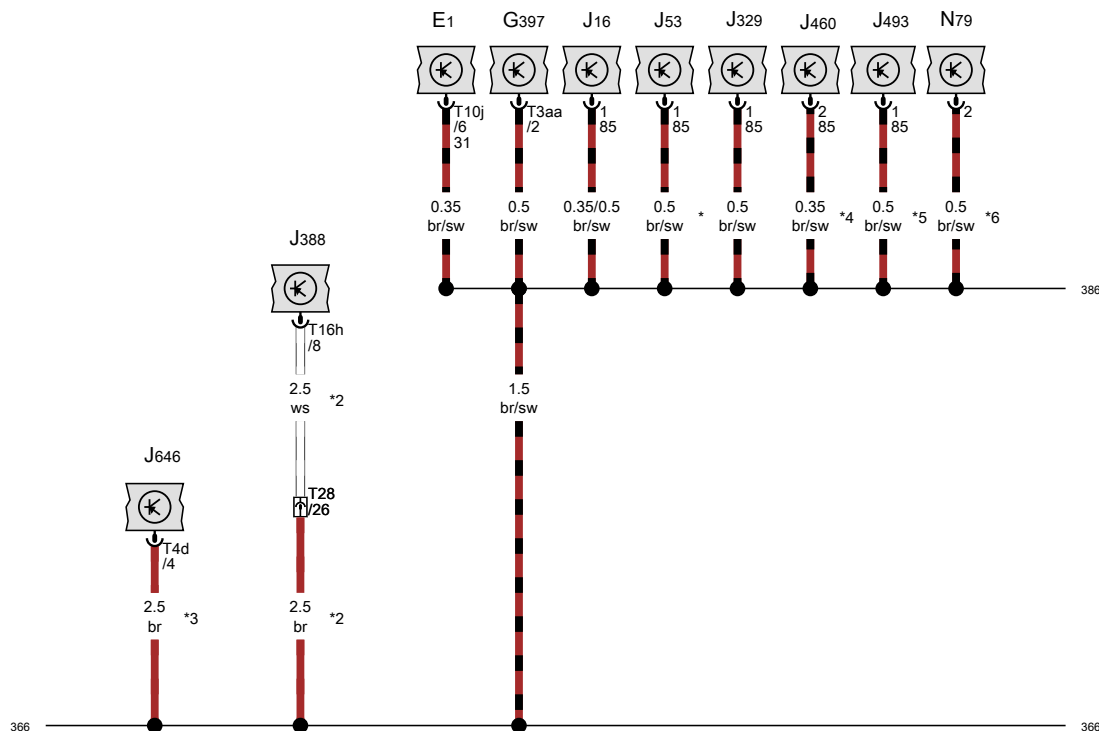 E1 G397 J16 J53 J329 J460 J493 N79
T10j T3aa 1 1 1 2 1 2
/6 /2 85 85 85 85 85
31
0.35 0.5 0.35/0.5 0.5 * 0.5 0.35 *4 0.5 *5 0.5 *6
br/sw br/sw br/sw br/sw br/sw br/sw br/sw br/sw
J388
386
T16h
/8
2.5 *2 1.5
ws br/sw
J646
T28
/26
T4d
/4
2.5 *3 2.5 *2
br br
366 366